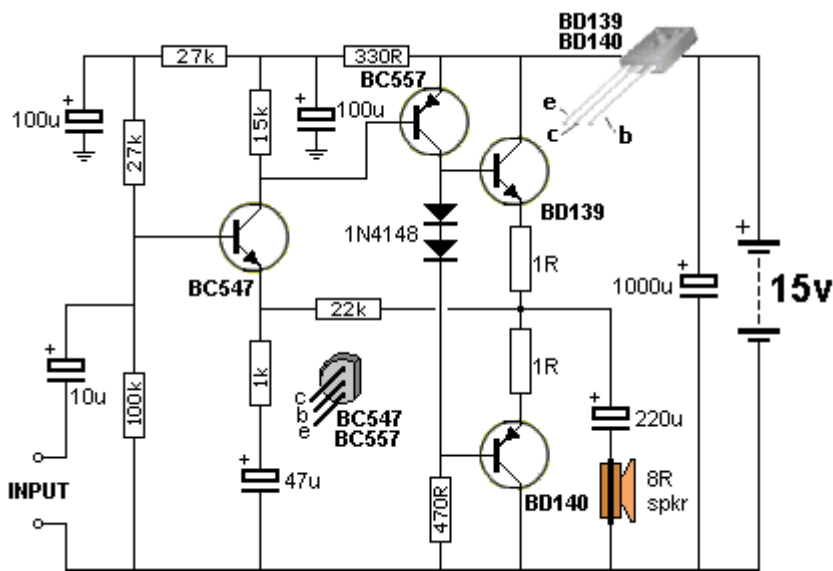 BD139
BD140
27k
330R
BC557
100u
27k
15k
100u
e
c
b
BD139
1N4148
1R
BC547
22k
1000u
15v
10u
100k
1k
c
b
e
BC547
BC557
1R
220u
INPUT
47u
470R
BD140
8R
spkr